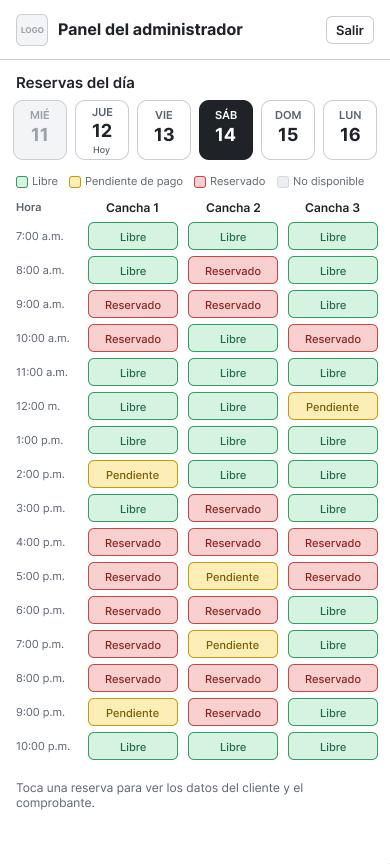 LOGO Panel del administrador Salir
Reservas del día
MIÉ JUE VIE SÁB DOM LUN
11 12 13 14 15 16
Hoy
Libre Pendiente de pago Reservado No disponible
Hora Cancha 1 Cancha 2 Cancha 3
7:00 a.m. Libre Libre Libre
8:00 a.m. Libre Reservado Libre
9:00 a.m. Reservado Reservado Libre
10:00 a.m. Reservado Libre Reservado
11:00 a.m. Libre Libre Libre
12:00 m. Libre Libre Pendiente
1:00 p.m. Libre Libre Libre
2:00 p.m. Pendiente Libre Libre
3:00 p.m. Libre Reservado Libre
4:00 p.m. Reservado Reservado Reservado
5:00 p.m. Reservado Pendiente Reservado
6:00 p.m. Reservado Reservado Libre
7:00 p.m. Reservado Pendiente Libre
8:00 p.m. Reservado Reservado Reservado
9:00 p.m. Pendiente Reservado Libre
10:00 p.m. Libre Libre Libre
Toca una reserva para ver los datos del cliente y el
comprobante.